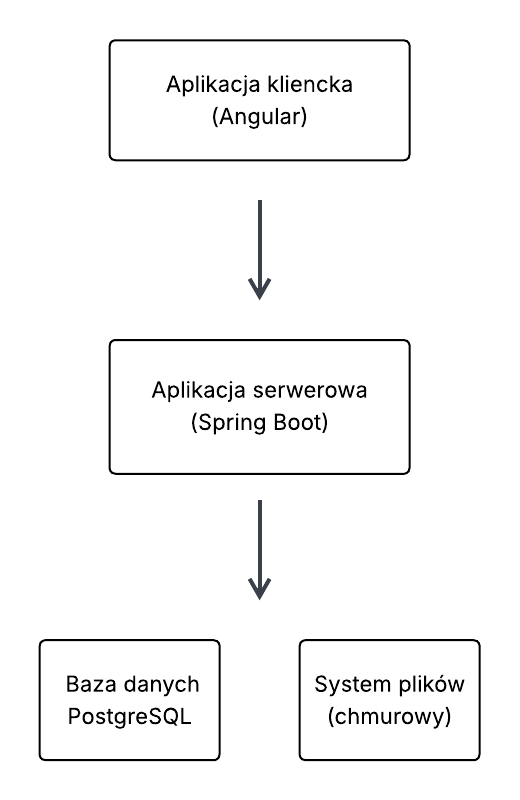 Aplikacja kliencka
(Angular)
Aplikacja serwerowa
(Spring Boot)
Baza danych
PostgreSQL
System plików
(chmurowy)